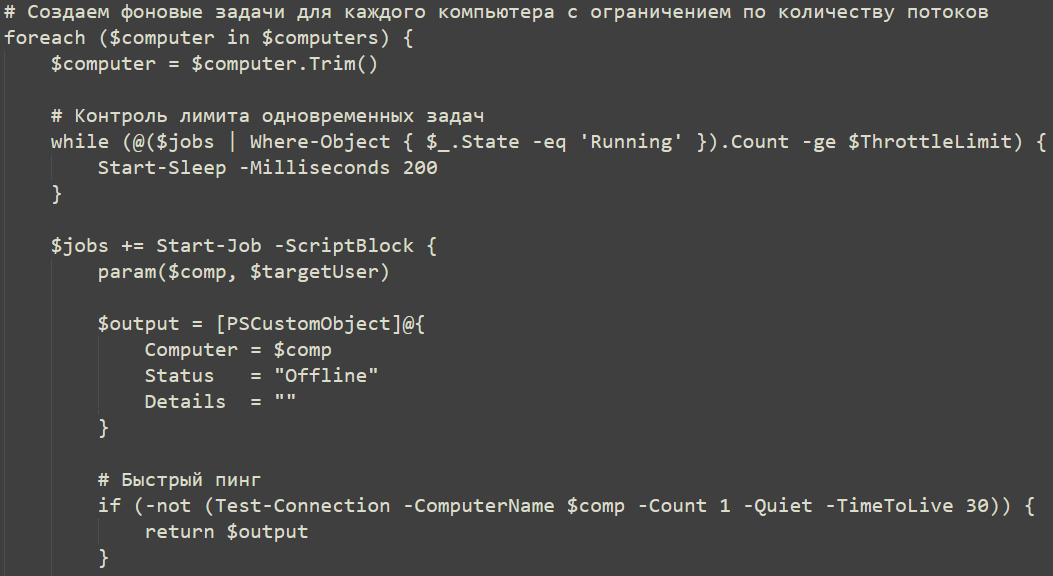 # Создаем фоновые задачи для каждого компьютера с ограничением по количеству потоков
foreach ($computer in $computers) {
    $computer = $computer.Trim()
    # Контроль лимита одновременных задач
    while (@($jobs | Where-Object { $_.State -eq 'Running' }).Count -ge $ThrottleLimit) {
        Start-Sleep -Milliseconds 200
    }
    $jobs += Start-Job -ScriptBlock {
        param($comp, $targetUser)
        $output = [PSCustomObject]@{
            Computer = $comp
            Status   = "Offline"
            Details  = ""
        }
        # Быстрый пинг
        if (-not (Test-Connection -ComputerName $comp -Count 1 -Quiet -TimeToLive 30)) {
            return $output
        }